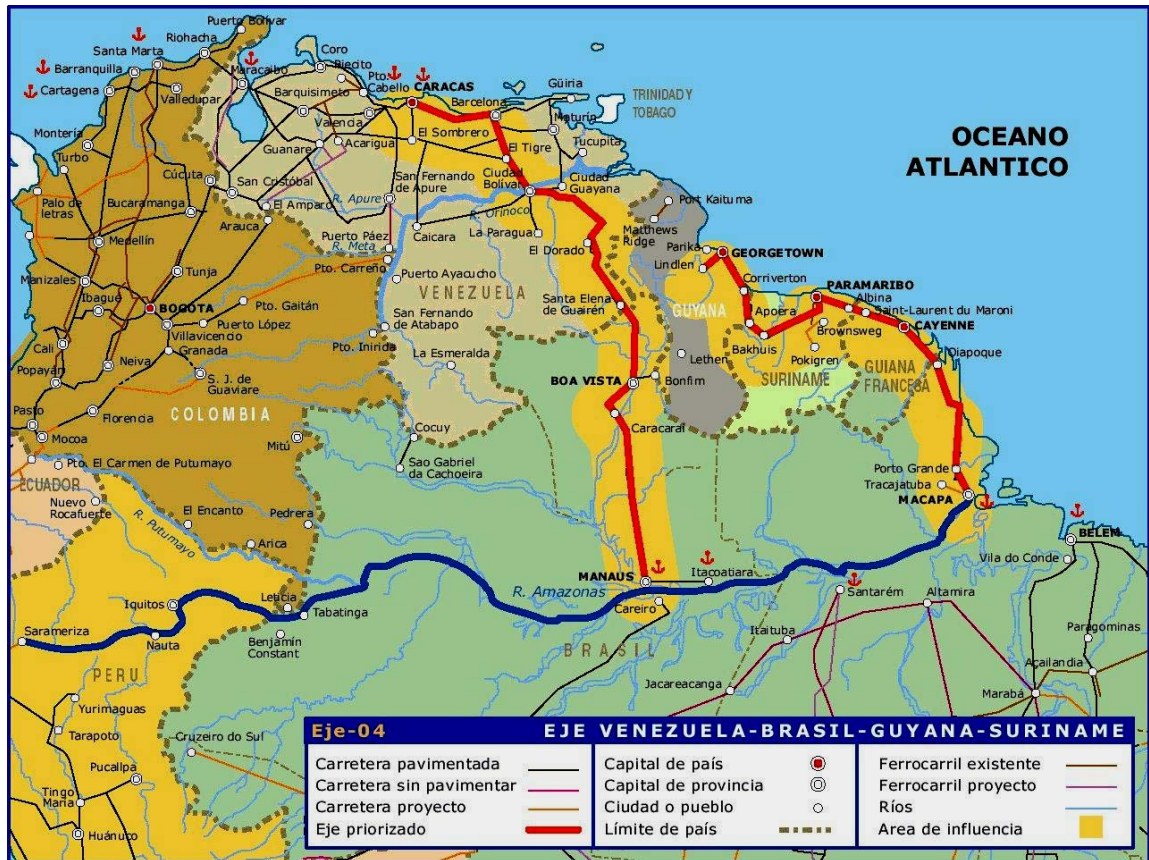 Puerto Bolívar
Riohacha
Santa Marta
Barranquilla
Cartagena
Valledupar
Maracaibo
Coro
Riecito
Pto.
Cabello
CARACAS
Barcelona
Güiria
TRINIDAD Y
TOBAGO
OCEANO
ATLANTICO
Barquisimeto
Valencia
El Sombrero
Maturín
Montería
Turbo
Guanare
Acarigua
El Tigre
Tucupita
Cúcuta
San Cristóbal
San Fernando
de Apure
Ciudad
Bolívar
Ciudad
Guayana
Palo de
letras
Bucaramanga
El Amparo
R. Apure
R. Orinoco
Port Kaituma
Arauca
Medellín
Puerto Páez
R. Meta
Caicara
La Paragua
El Dorado
Matthews
Ridge
Parika
GEORGETOWN
Linden
Manizales
Tunja
Pto. Carreño
Puerto Ayacucho
VENEZUELA
Corriverton
PARAMARIBO
Albina
Saint-Laurent du Maroni
Ibagué
BOGOTA
Pto. Gaitán
Santa Elena
de Guairén
GUYANA
Apoera
Brownsweg
CAYENNE
Puerto López
Villavicencio
San Fernando
de Atabapo
Cali
Granada
Pto. Inirida
La Esmeralda
Lethen
Bakhuis
Pokigren
Oiapoque
Neiva
Popayán
S. J. de
Guaviare
BOA VISTA
Bonfim
SURINAME
GUIANA
FRANCESA
Pasto
Florencia
COLOMBIA
Caracaraí
Mocoa
Mitú
Cocuy
Pto. El Carmen de Putumayo
Sao Gabriel
da Cachoeira
Porto Grande
Tracajatuba
ECUADOR
MACAPA
Nuevo
Rocafuerte
R. Putumayo
El Encanto
Pedrera
Arica
BELEM
Vila do Conde
MANAUS
Itacoatiara
R. Amazonas
Santarém
Altamira
Iquitos
Leticia
Tabatinga
Careiro
Sarameriza
Nauta
Benjamín
Constant
Itaituba
Paragominas
BRASIL
PERU
Açailandia
Jacareacanga
Marabá
Yurimaguas
Tarapoto
Cruzeiro do Sul
Pucallpa
Tingo
María
Huánuco
Eje-04 EJE VENEZUELA-BRASIL-GUYANA-SURINAME
Carretera pavimentada Capital de país Ferrocarril existente
Carretera sin pavimentar Capital de provincia Ferrocarril proyecto
Carretera proyecto Ciudad o pueblo Ríos
Eje priorizado Límite de país Area de influencia